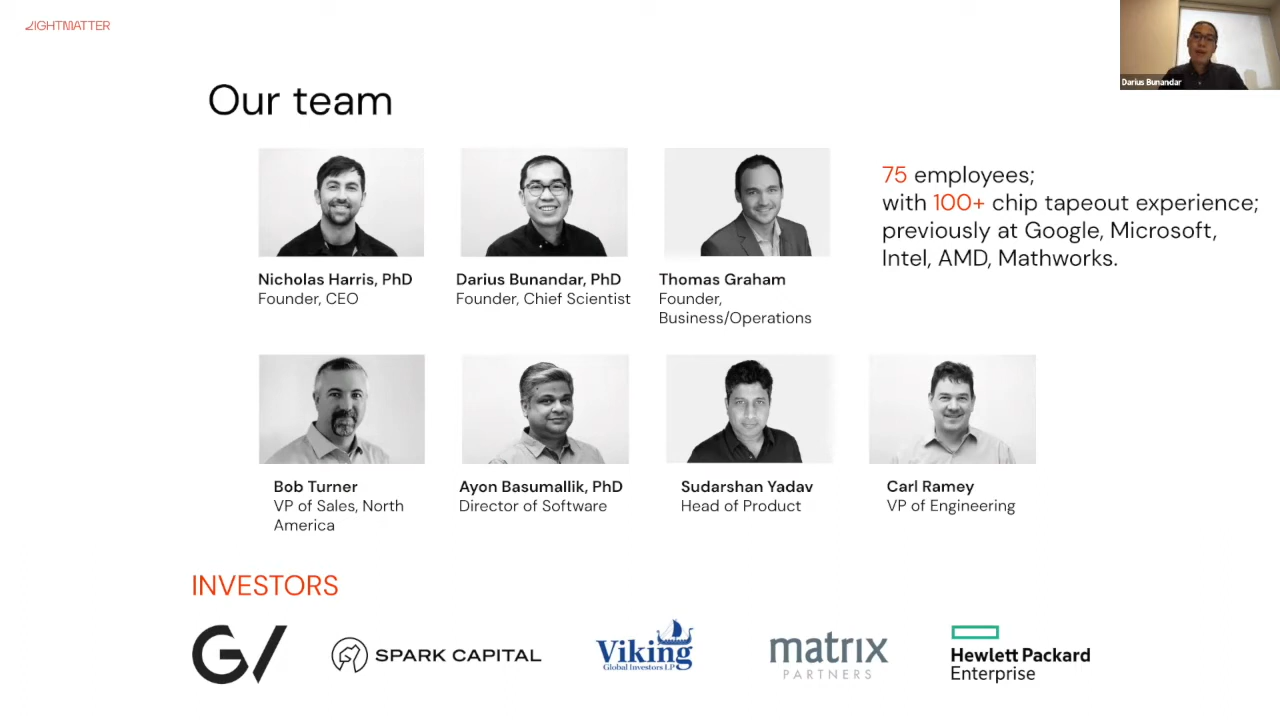 LIGHTMATTER
Darius Bunandar
Our team
75 employees;
with 100+ chip tapeout experience;
previously at Google, Microsoft,
Intel, AMD, Mathworks.
Nicholas Harris, PhD
Founder, CEO
Darius Bunandar, PhD
Founder, Chief Scientist
Thomas Graham
Founder,
Business/Operations
Bob Turner
VP of Sales, North
America
Ayon Basumallik, PhD
Director of Software
Sudarshan Yadav
Head of Product
Carl Ramey
VP of Engineering
INVESTORS
GV
SPARK CAPITAL
Viking
Global Investors LP
matrix
PARTNERS
Hewlett Packard
Enterprise